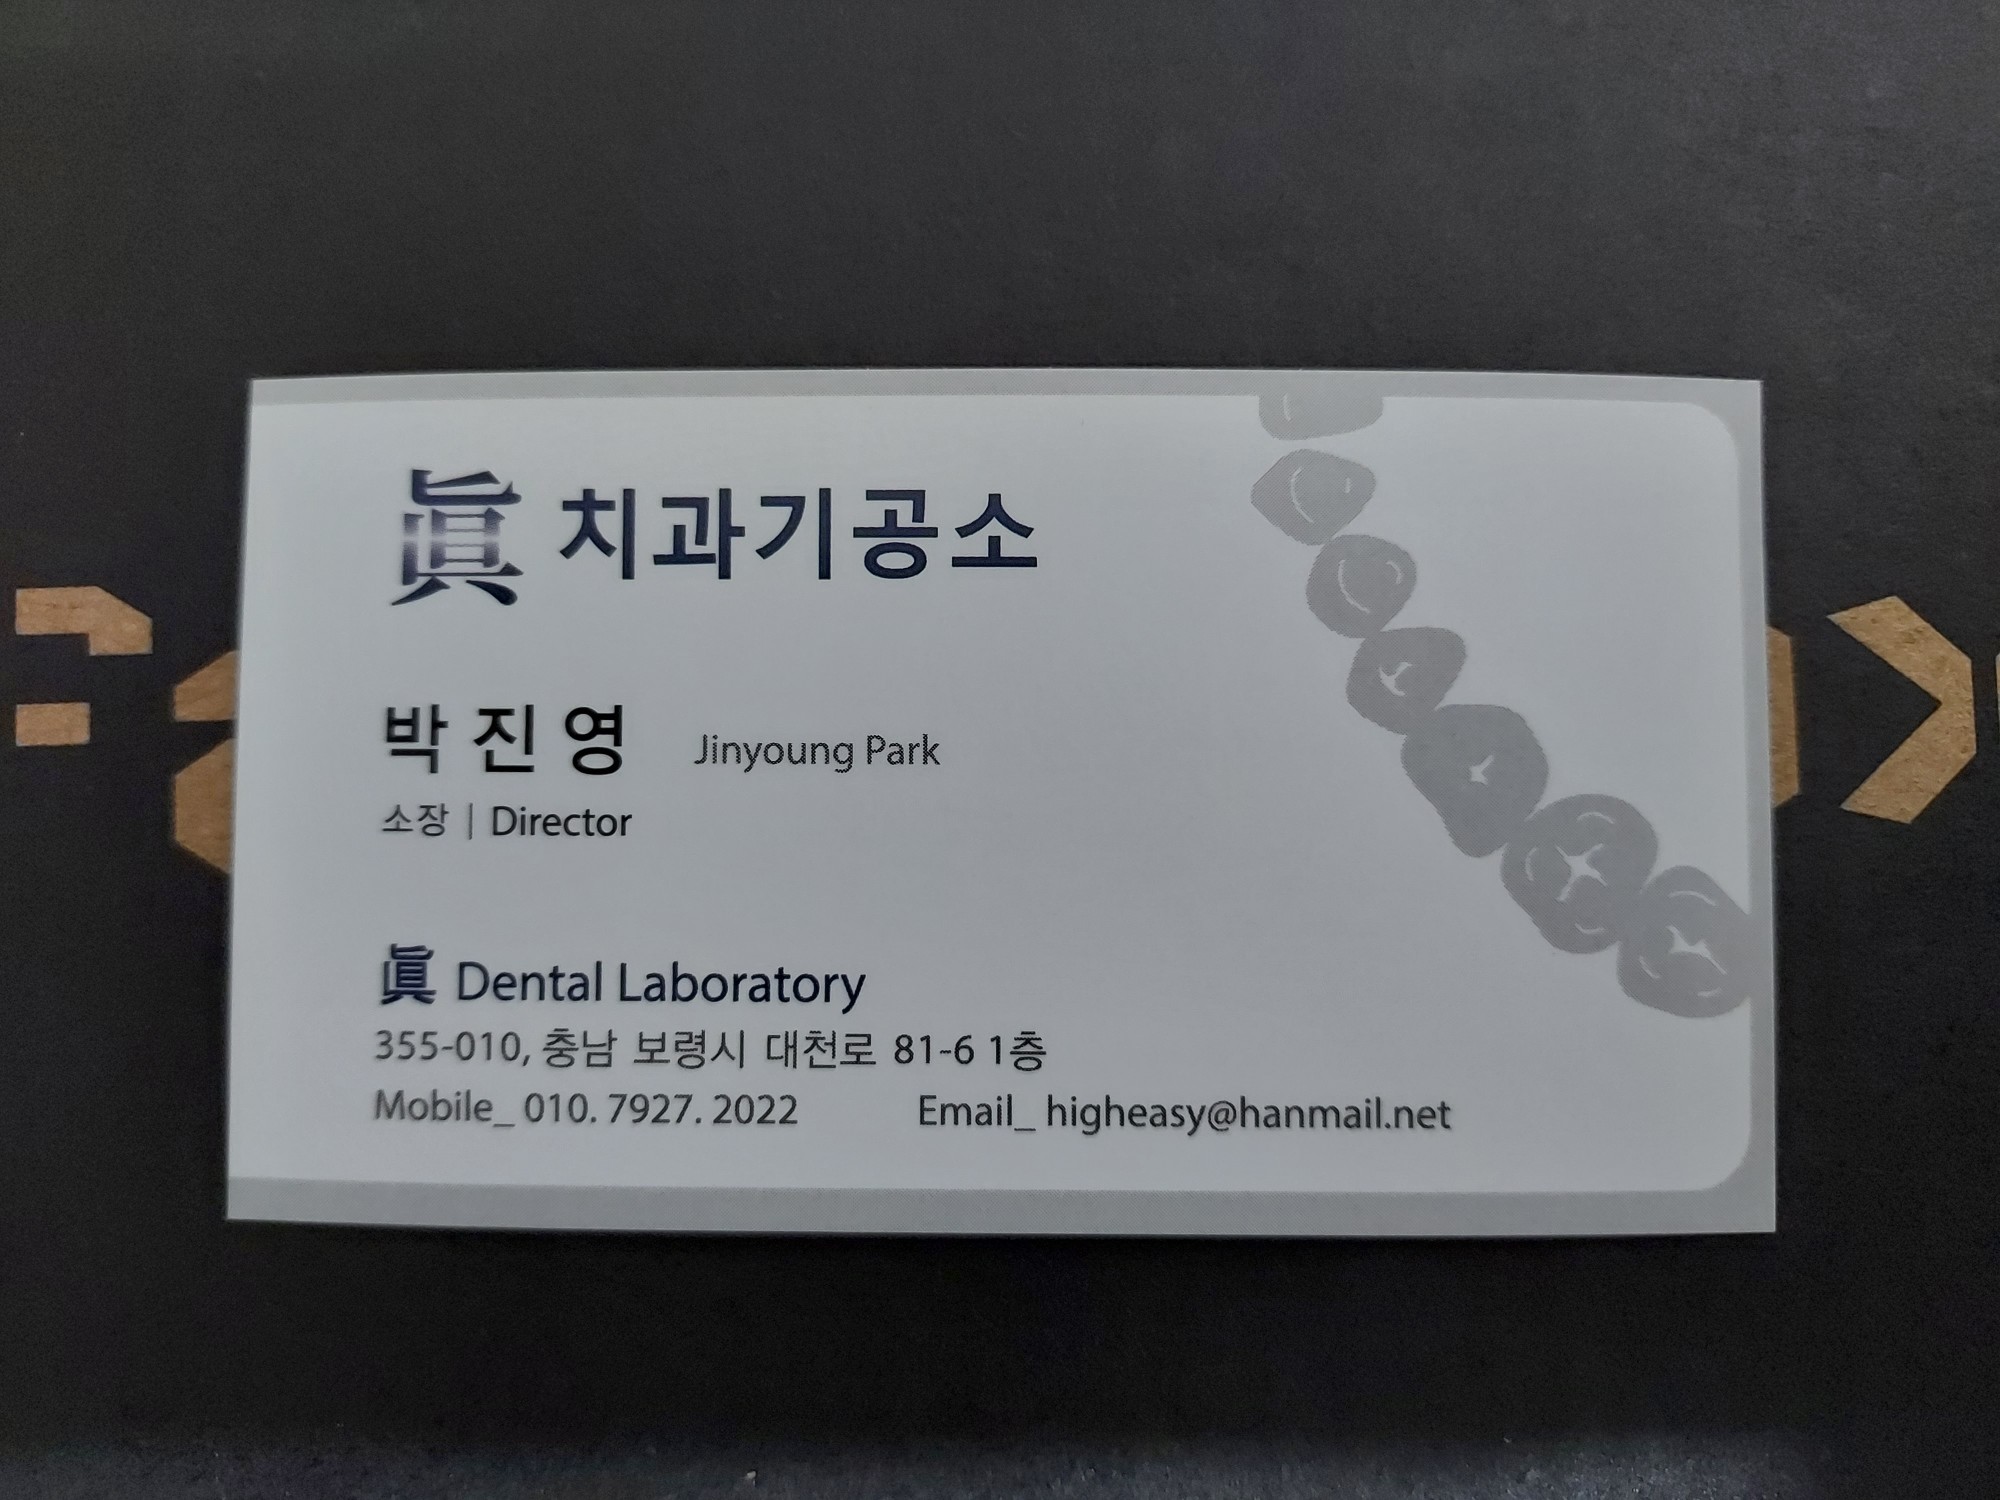 眞 치과기공소
박진영 Jinyoung Park
소장 | Director
眞 Dental Laboratory
355-010, 충남 보령시 대천로 81-6 1층
Mobile_ 010. 7927. 2022 Email_ higheasy@hanmail.net